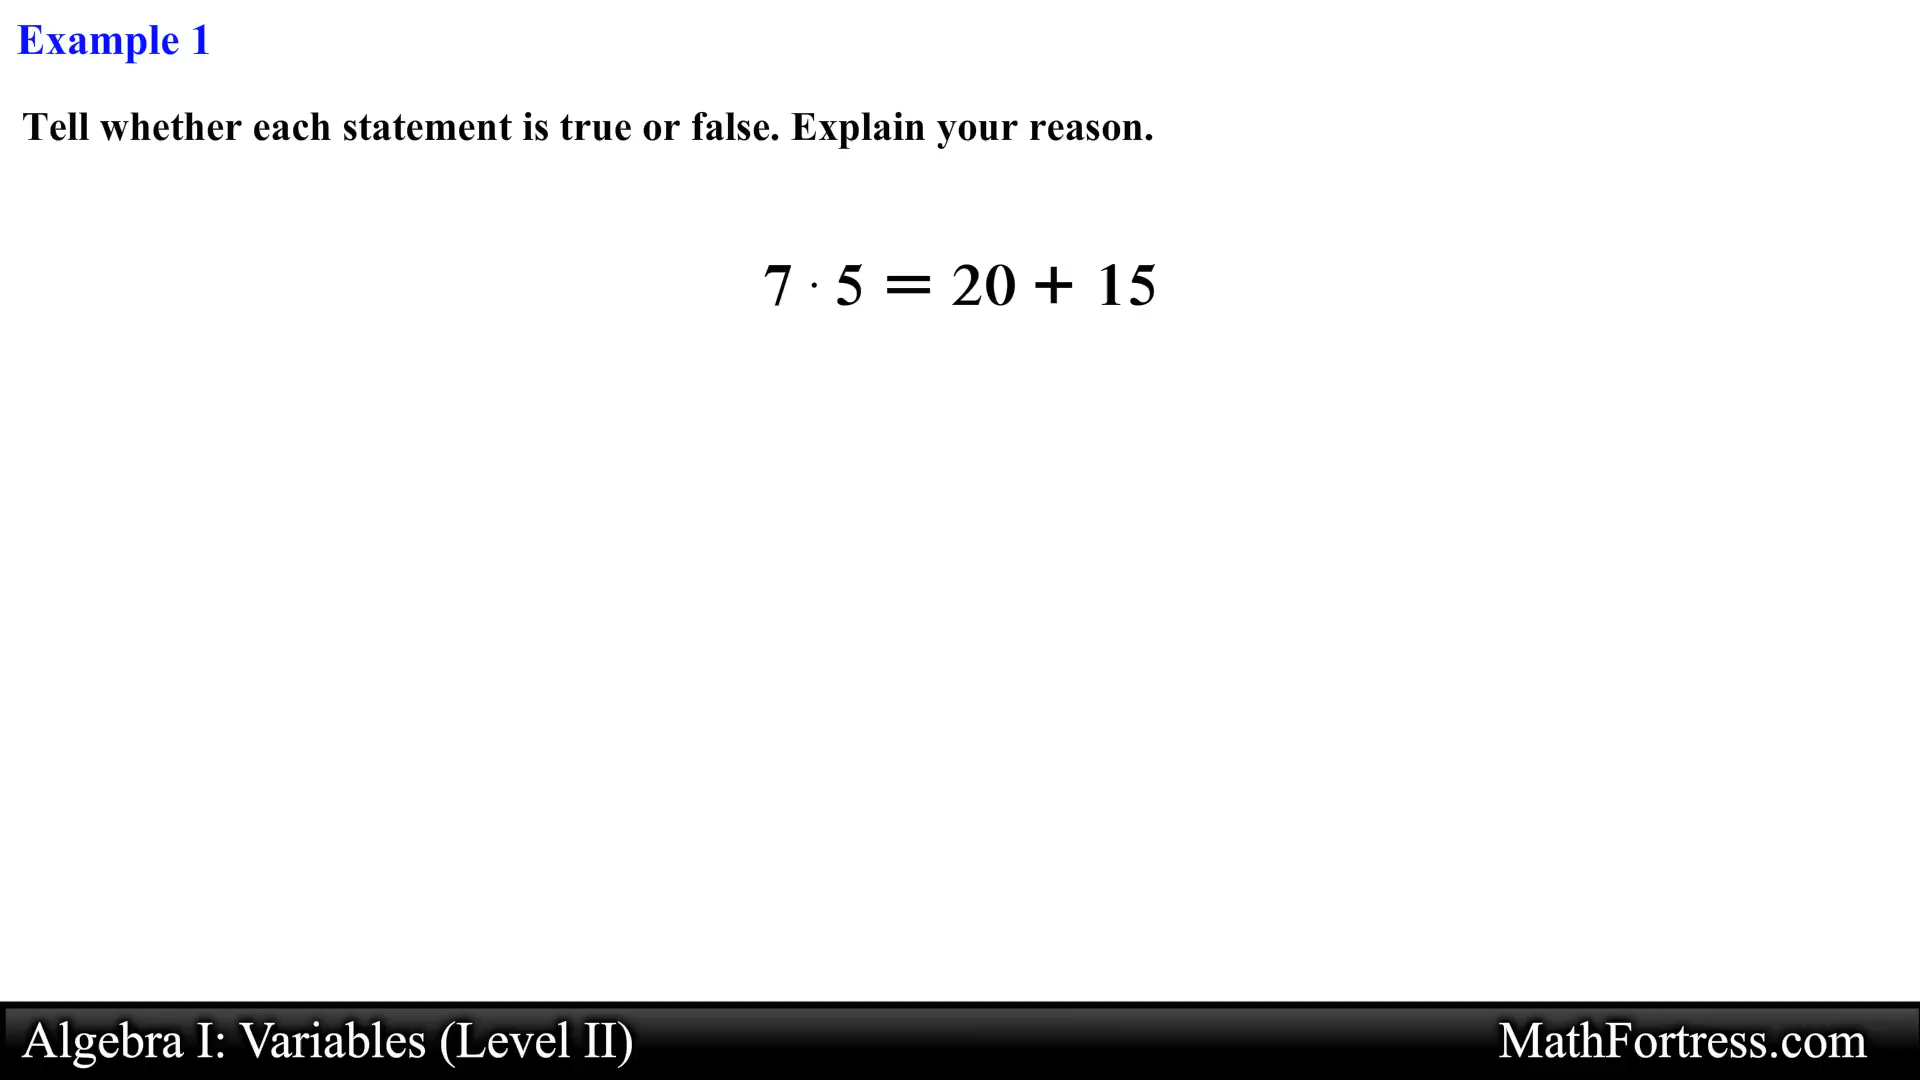 Example 1
Tell whether each statement is true or false. Explain your reason.
7 · 5 = 20 + 15
Algebra I: Variables (Level II)
MathFortress.com